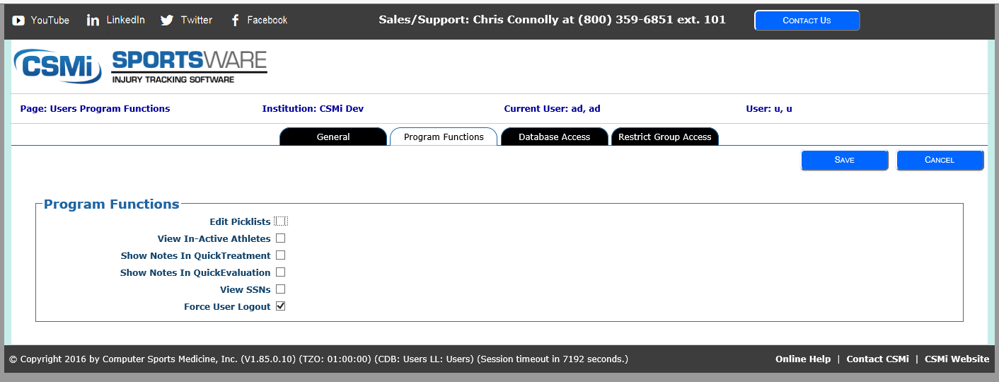 YouTube LinkedIn Twitter Facebook Sales/Support: Chris Connolly at (800) 359-6851 ext. 101 Contact Us
CSMi SPORTSWARE
INJURY TRACKING SOFTWARE
Page: Users Program Functions Institution: CSMi Dev Current User: ad, ad User: u, u
General Program Functions Database Access Restrict Group Access
Save Cancel
Program Functions
Edit Picklists
View In-Active Athletes
Show Notes In QuickTreatment
Show Notes In QuickEvaluation
View SSNs
Force User Logout
© Copyright 2016 by Computer Sports Medicine, Inc. (V1.85.0.10) (TZO: 01:00:00) (CDB: Users LL: Users) (Session timeout in 7192 seconds.) Online Help | Contact CSMi | CSMi Website